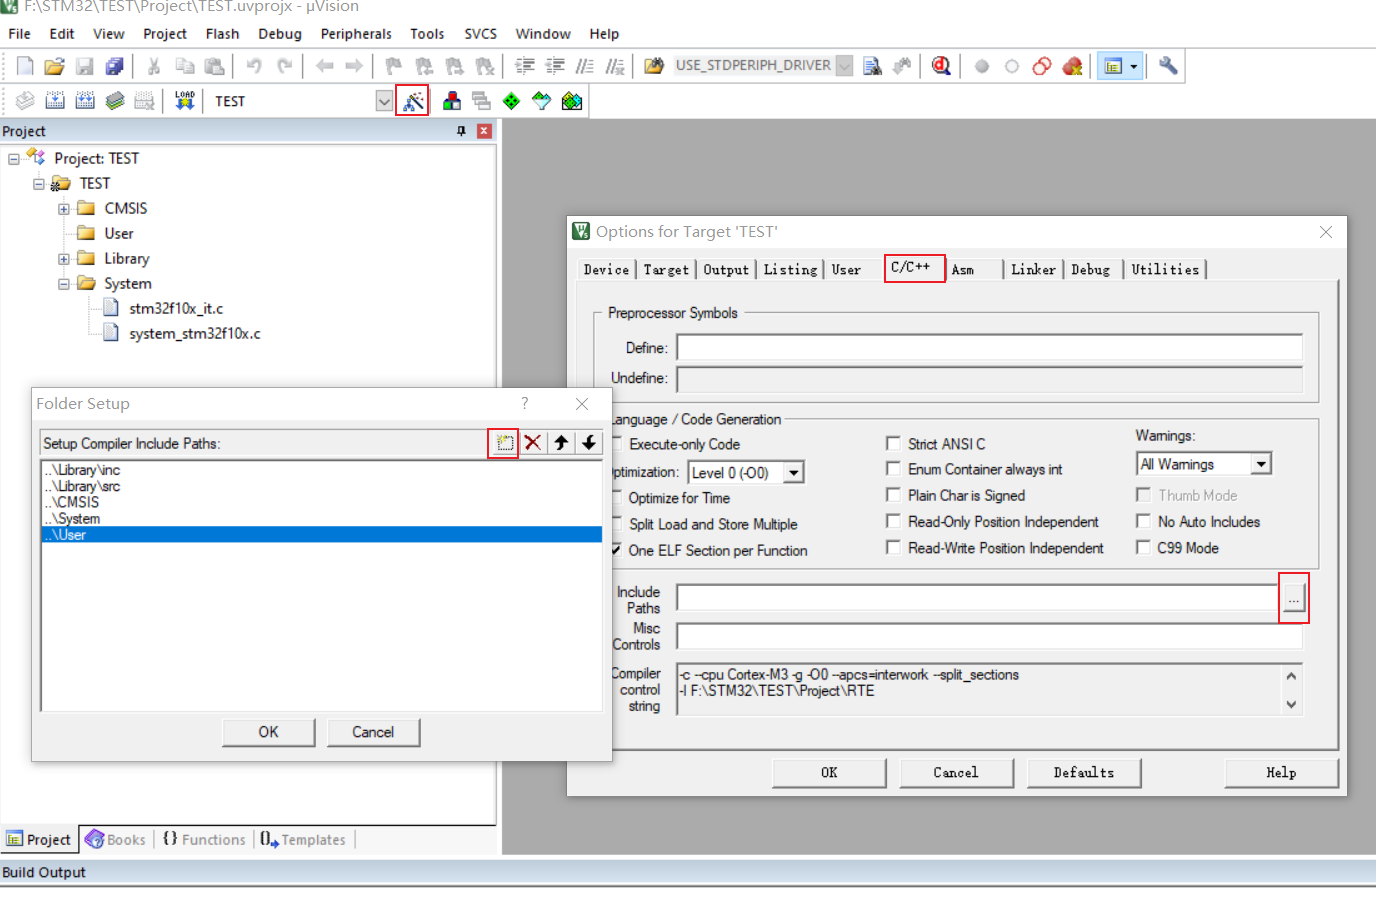 F:\STM32\TEST\Project\TEST.uvprojx - µVision
File Edit View Project Flash Debug Peripherals Tools SVCS Window Help
USE_STDPERIPH_DRIVER
LOAD TEST
Project
Project: TEST
TEST
CMSIS
User
Library
System
stm32f10x_it.c
system_stm32f10x.c
Folder Setup ?
Setup Compiler Include Paths:
..\Library\inc
..\Library\src
..\CMSIS
..\System
..\User
OK Cancel
Options for Target 'TEST'
Device Target Output Listing User C/C++ Asm Linker Debug Utilities
Preprocessor Symbols
Define:
Undefine:
Language / Code Generation
Execute-only Code
Strict ANSI C
Warnings:
Optimization: Level 0 (-O0)
Enum Container always int
All Warnings
Optimize for Time
Plain Char is Signed
Thumb Mode
Split Load and Store Multiple
Read-Only Position Independent
No Auto Includes
One ELF Section per Function
Read-Write Position Independent
C99 Mode
Include
Paths
...
Misc
Controls
Compiler
control
string
-c --cpu Cortex-M3 -g -O0 --apcs=interwork --split_sections
-I F:\STM32\TEST\Project\RTE
OK Cancel Defaults Help
Project Books {} Functions Templates
Build Output